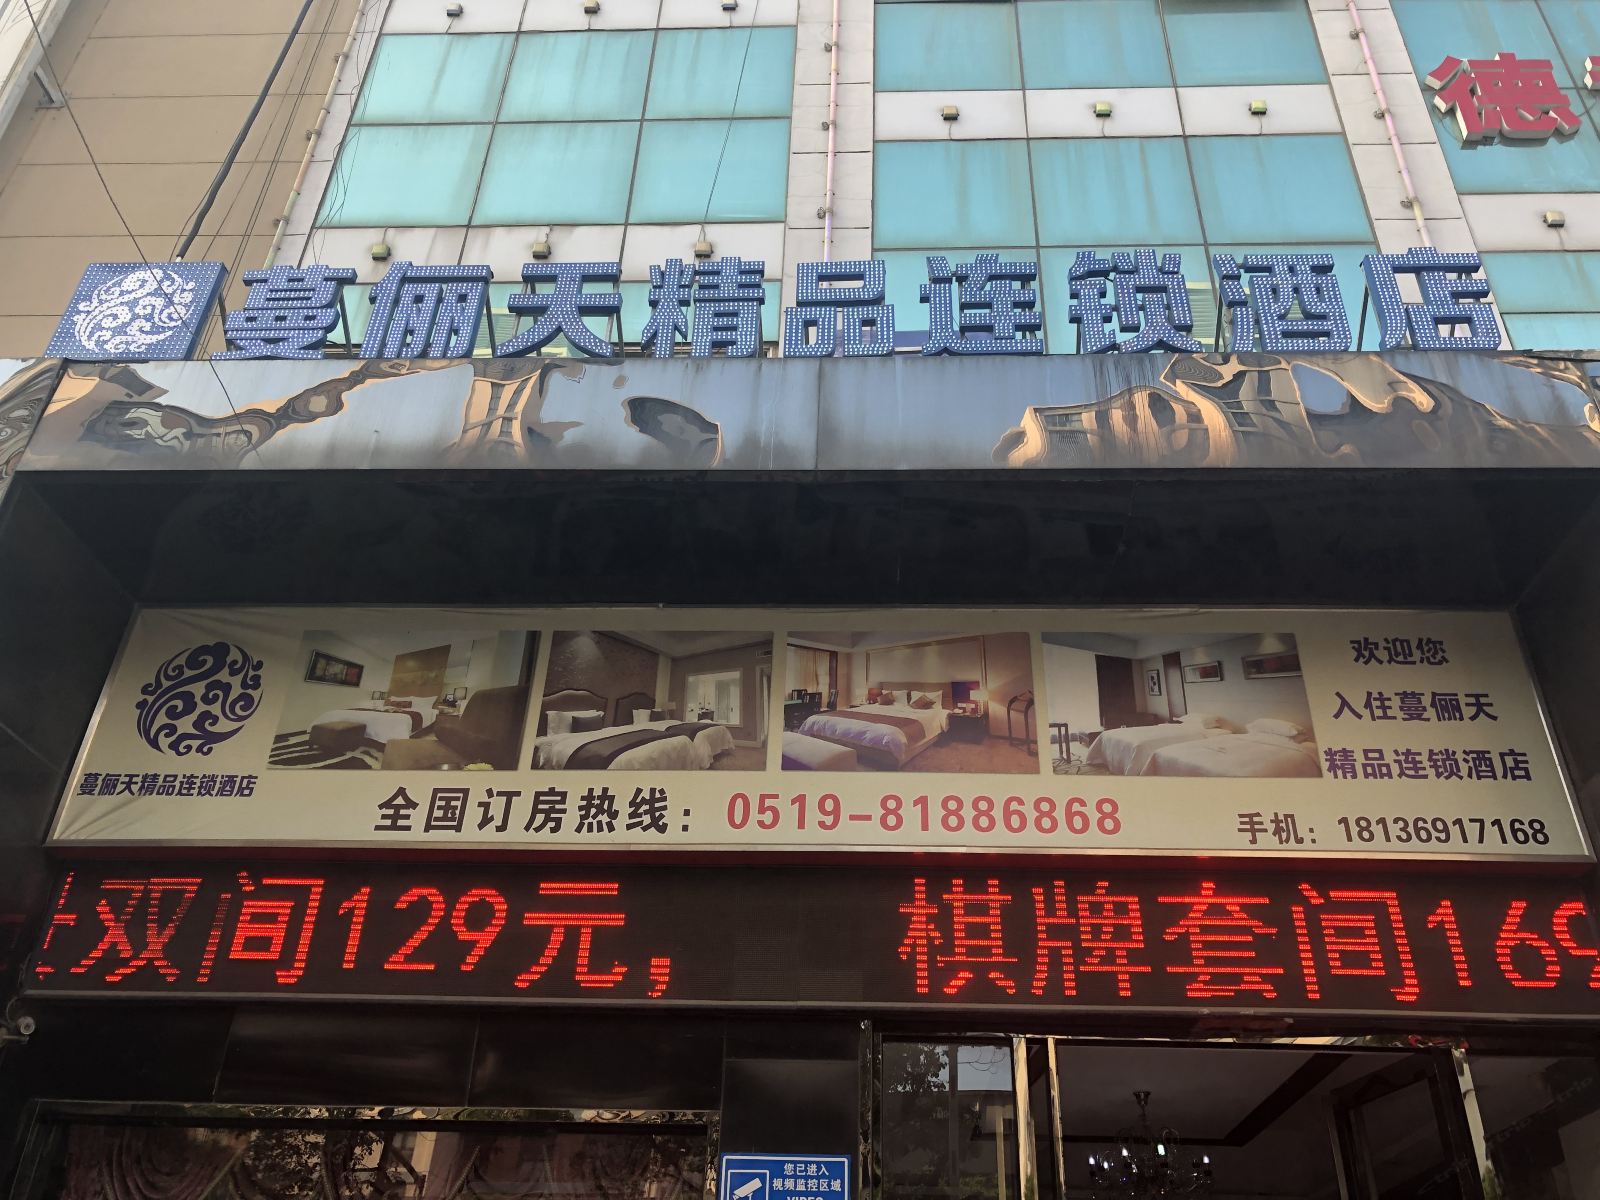 德
蔓俪天精品连锁酒店
欢迎您
入住蔓俪天
精品连锁酒店
蔓俪天精品连锁酒店
全国订房热线：0519-81886868
手机：18136917168
双间129元， 棋牌套间169
您已进入
视频监控区域